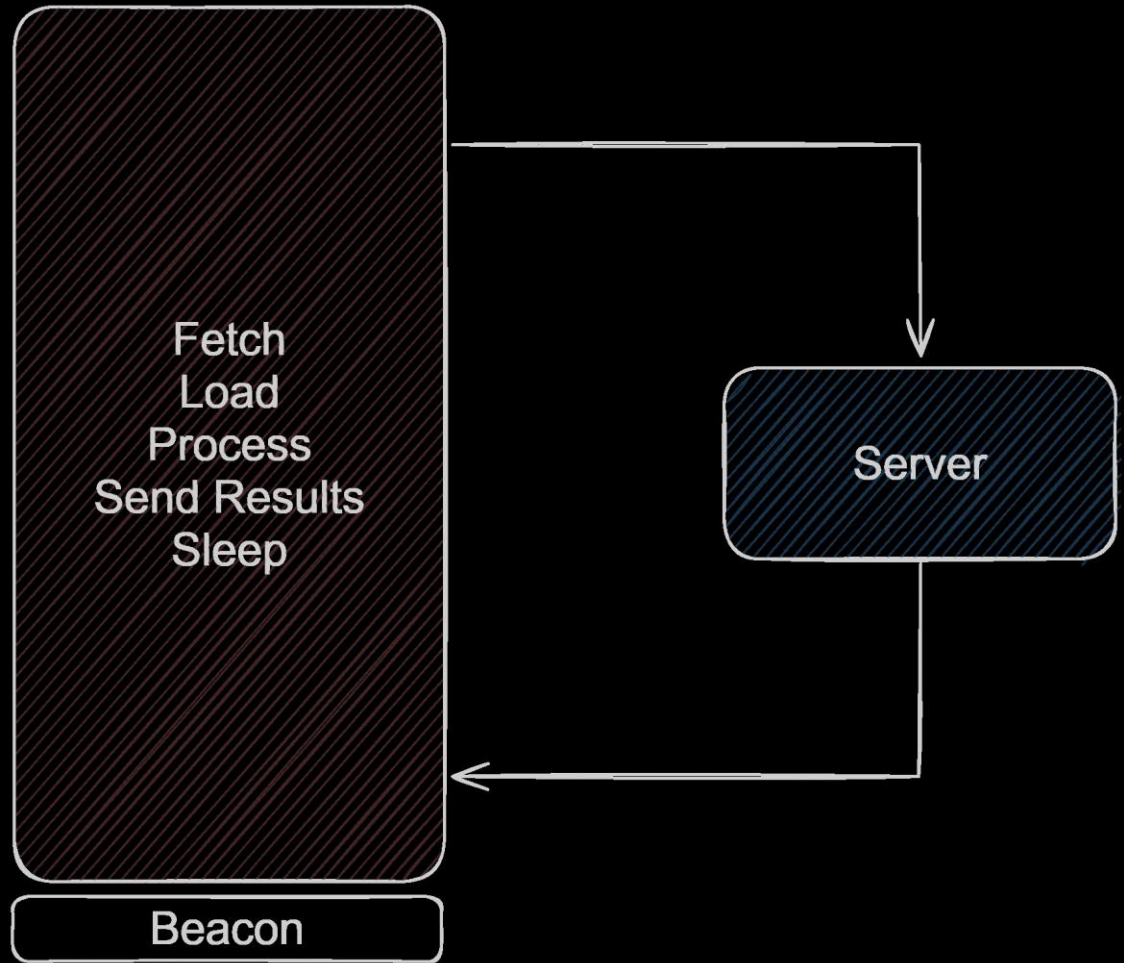 Fetch
Load
Process
Send Results
Sleep
Server
Beacon